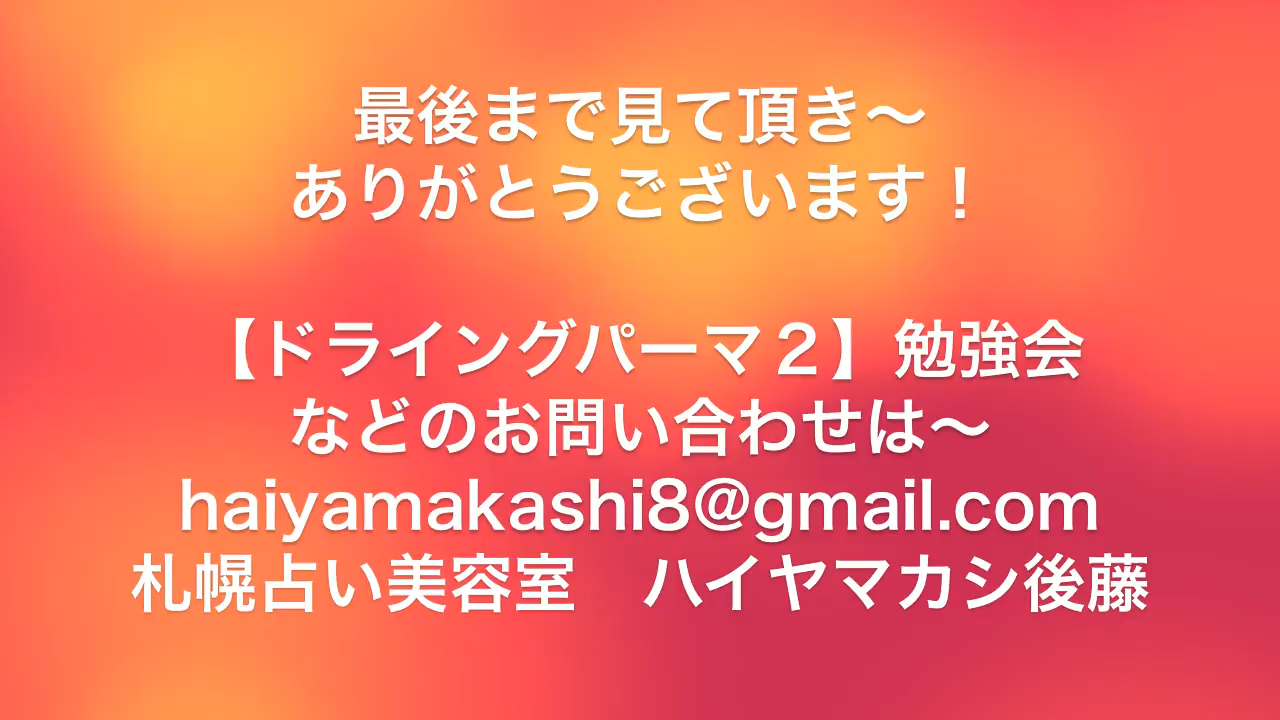 最後まで見て頂き～
ありがとうございます！
【ドライングパーマ２】勉強会
などのお問い合わせは～
haiyamakashi8@gmail.com
札幌占い美容室　ハイヤマカシ後藤